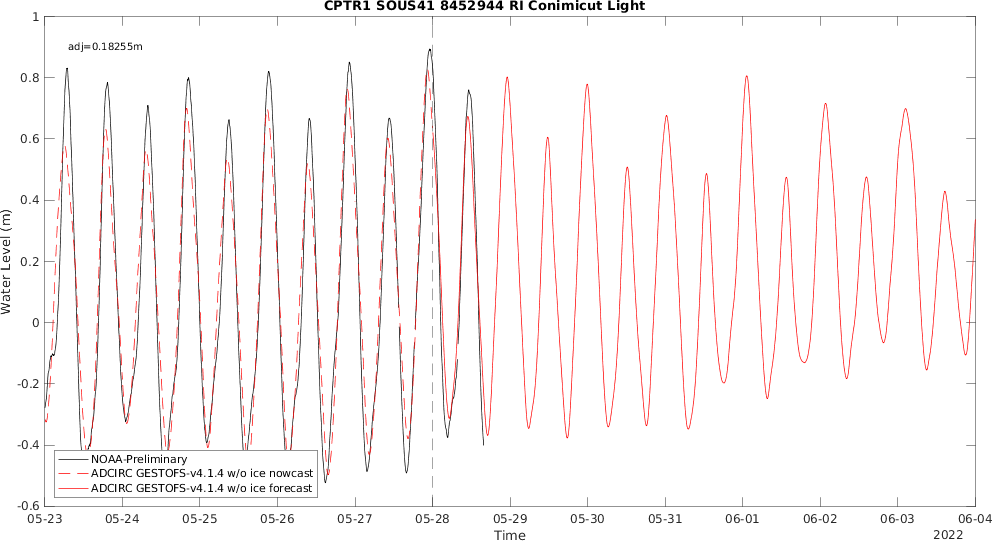 CPTR1 SOUS41 8452944 RI Conimicut Light
adj=0.18255m
Water Level (m)
1
0.8
0.6
0.4
0.2
0
-0.2
-0.4
-0.6
NOAA-Preliminary
ADCIRC GESTOFS-v4.1.4 w/o ice nowcast
ADCIRC GESTOFS-v4.1.4 w/o ice forecast
05-23 05-24 05-25 05-26 05-27 05-28 05-29 05-30 05-31 06-01 06-02 06-03 06-04
Time
2022